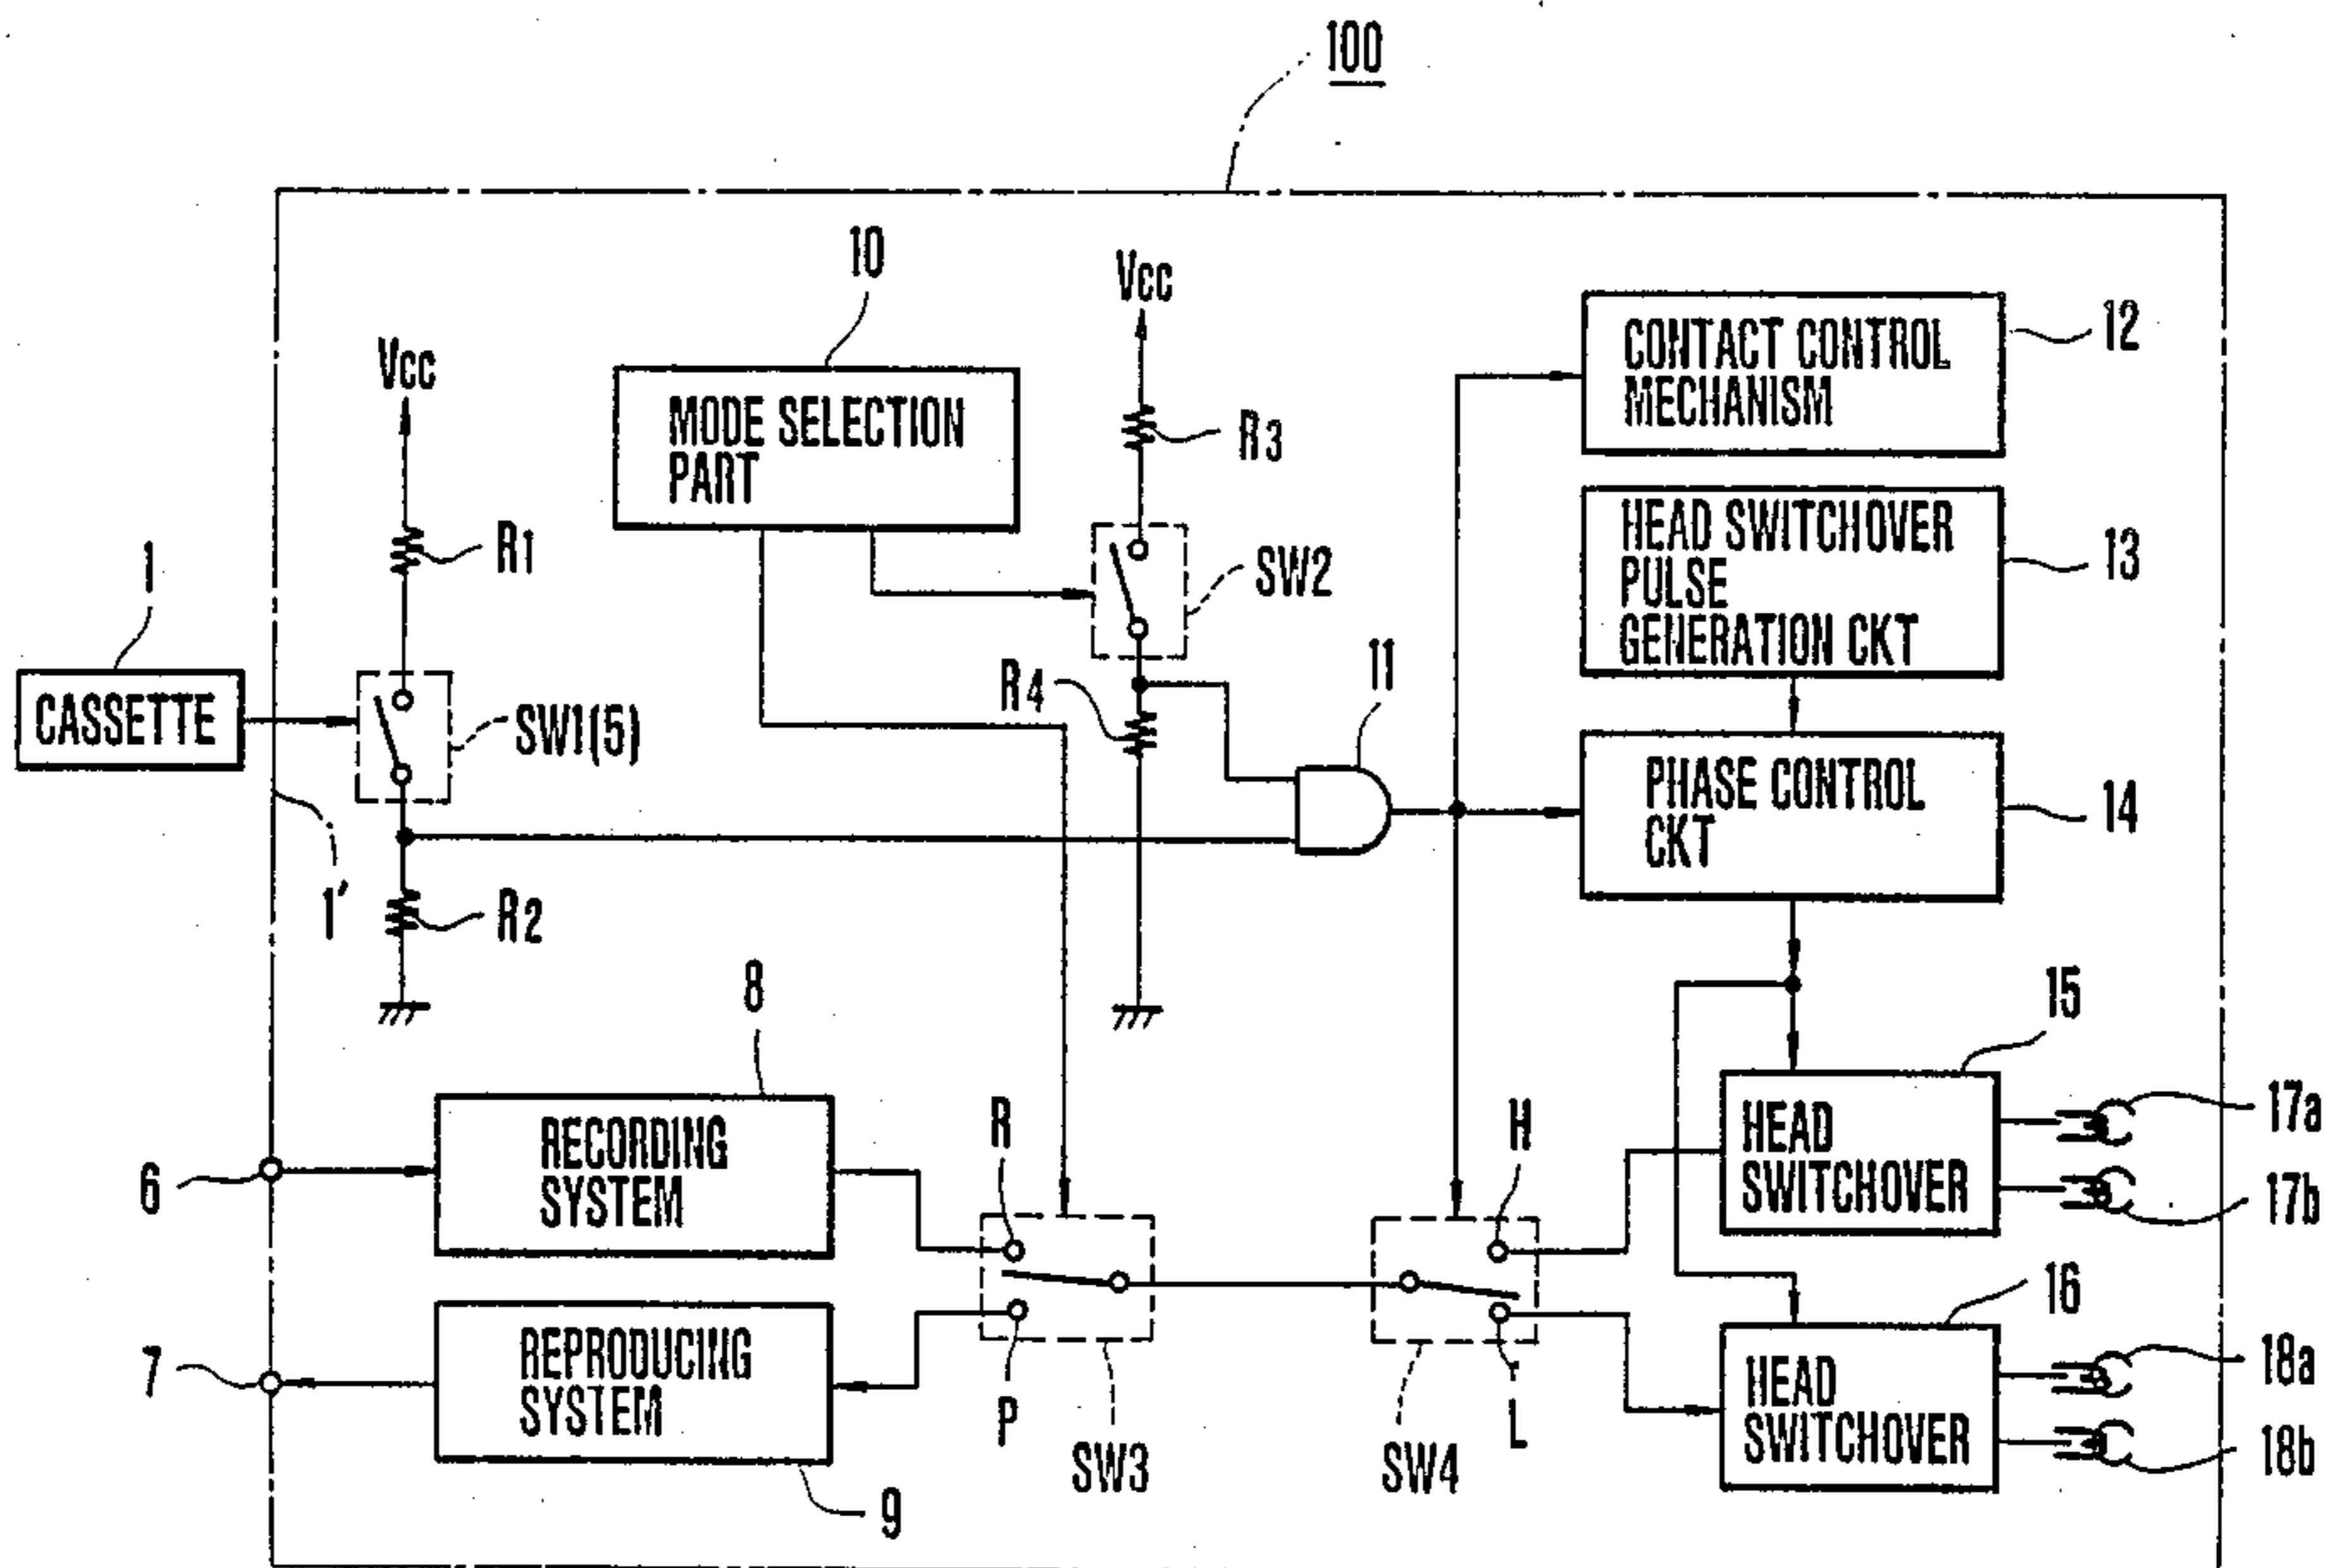 100
10
Vcc
Vcc
CONTACT CONTROL
MECHANISM
12
MODE SELECTION
PART
R3
R1
HEAD SWITCHOVER
PULSE
GENERATION CKT
13
SW2
1
CASSETTE
SW1(5)
R4
11
PHASE CONTROL
CKT
14
1'
R2
8
15
RECORDING
SYSTEM
R
H
HEAD
SWITCHOVER
17a
17b
6
16
REPRODUCING
SYSTEM
HEAD
SWITCHOVER
18a
18b
7
P
L
SW3
SW4
9